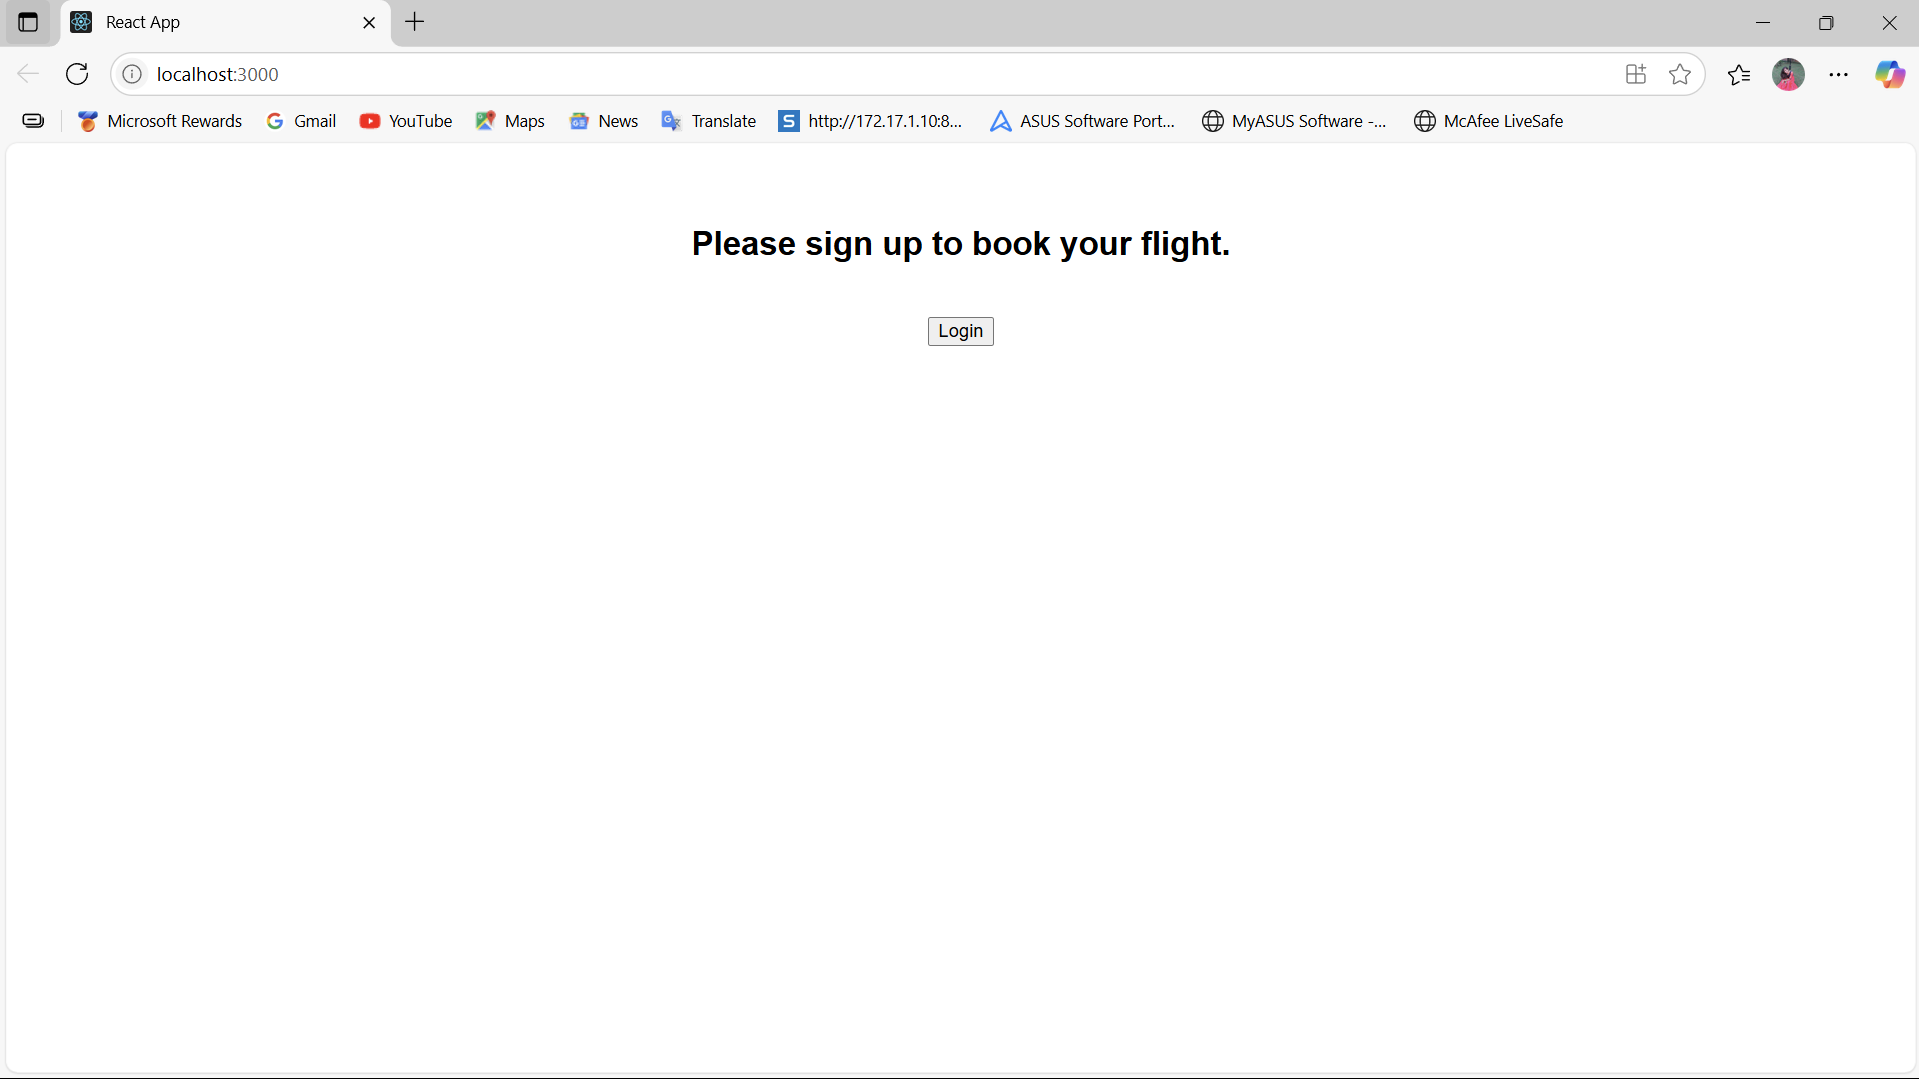 React App
localhost:3000
Microsoft Rewards Gmail YouTube Maps News Translate http://172.17.1.10:8... ASUS Software Port... MyASUS Software -... McAfee LiveSafe
Please sign up to book your flight.
Login